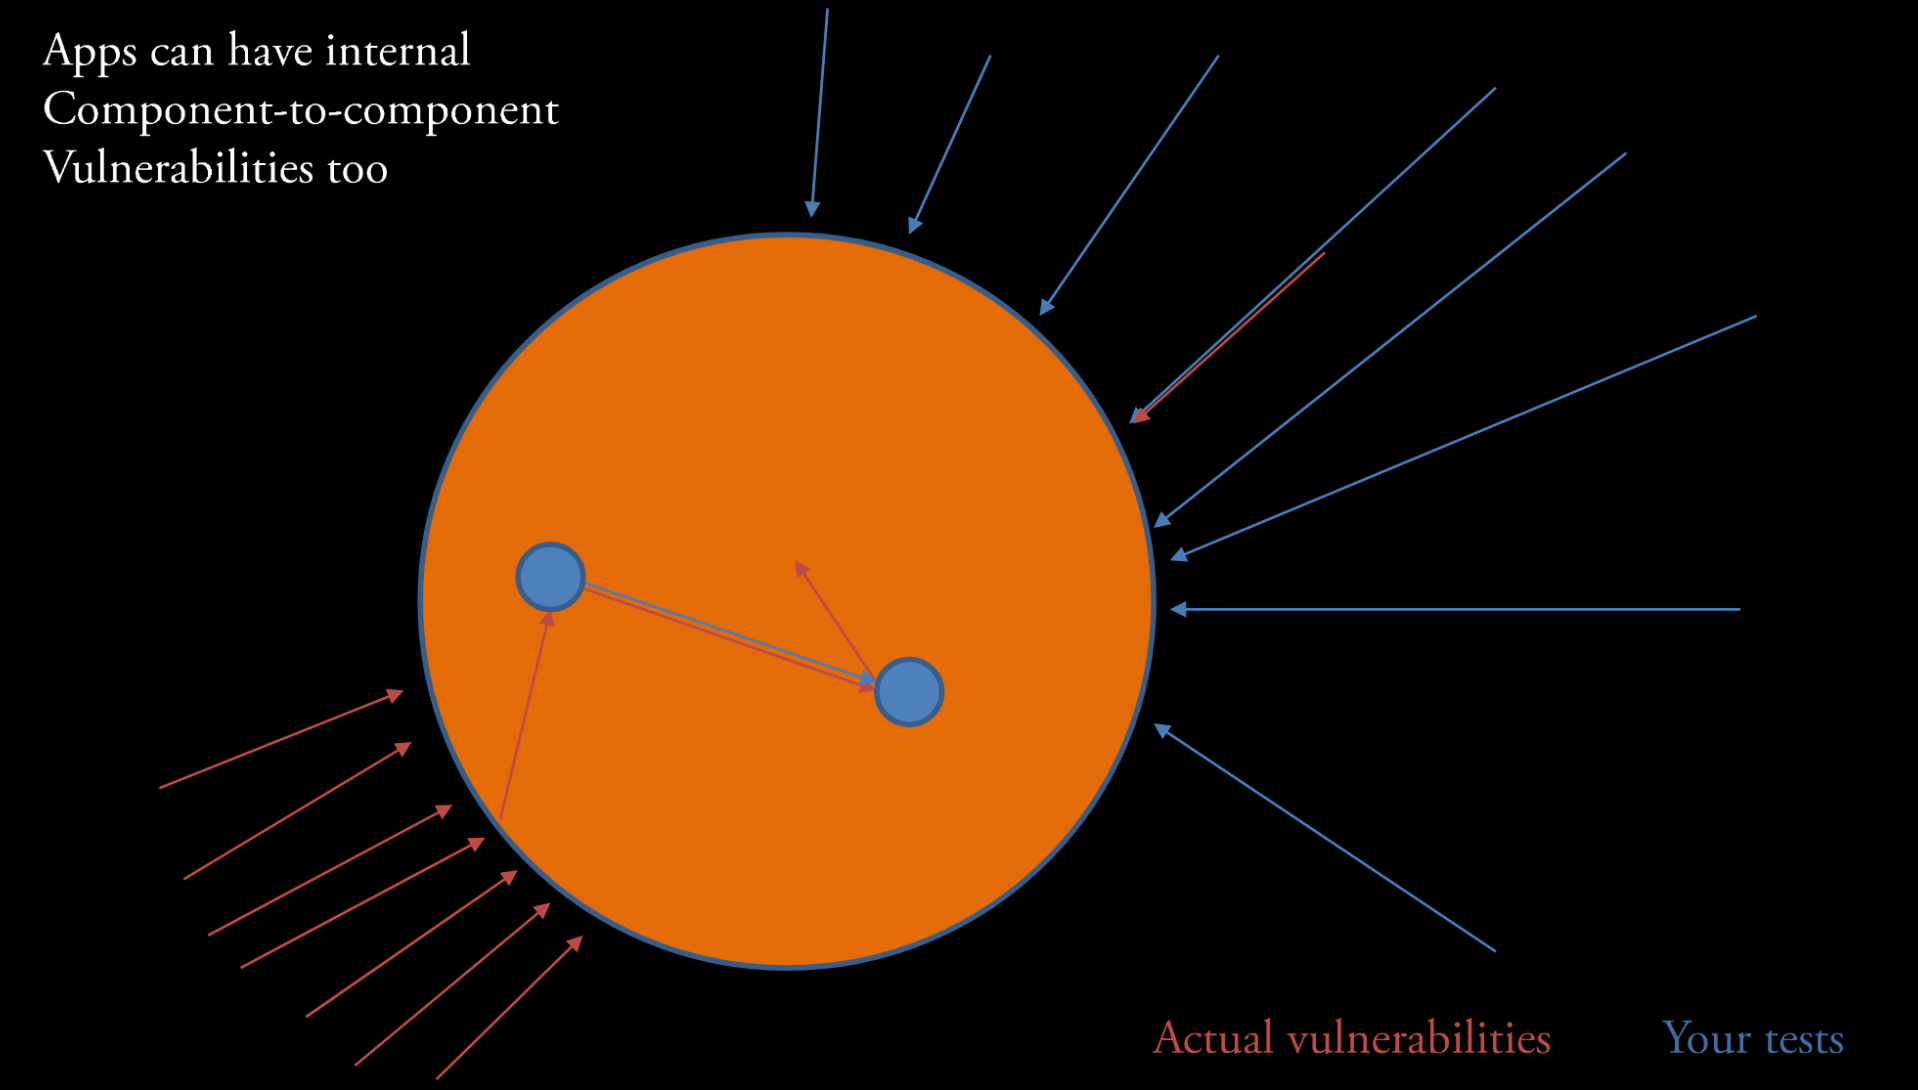 Apps can have internal
Component-to-component
Vulnerabilities too
Actual vulnerabilities
Your tests